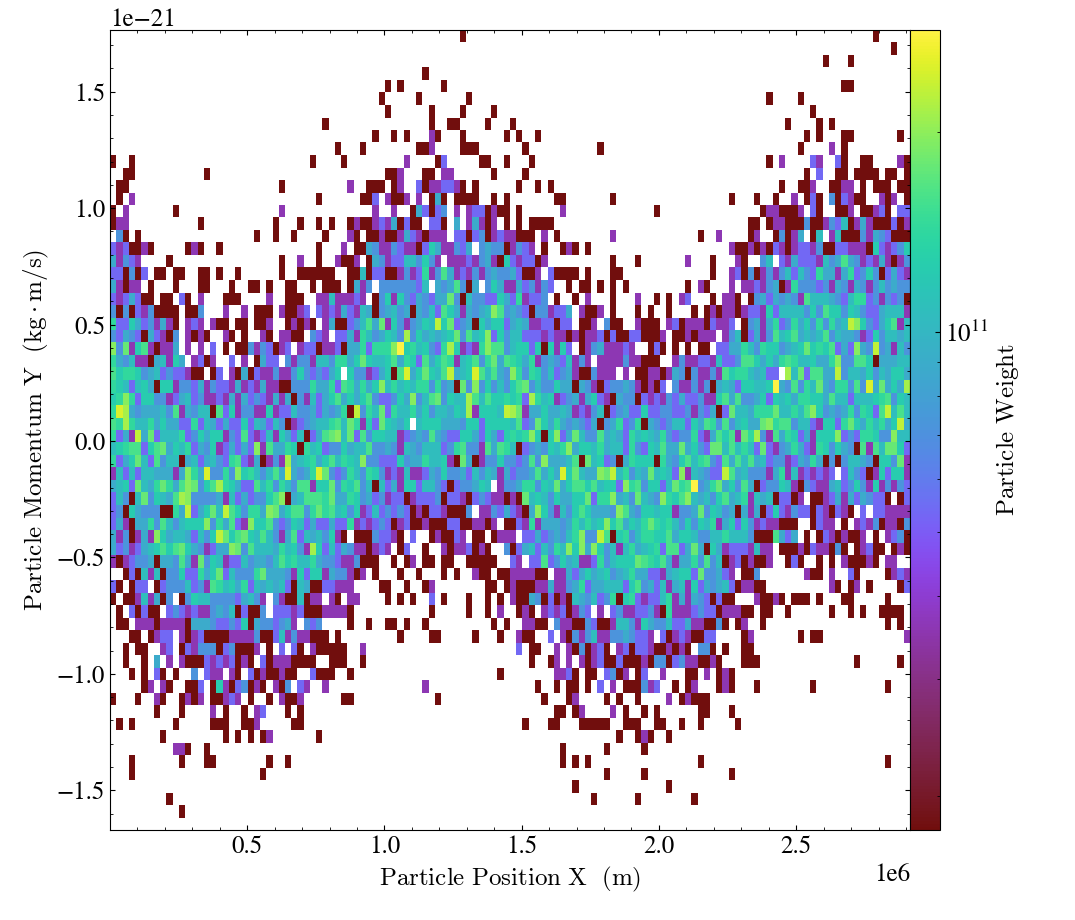 1e−21
1.5
1.0
0.5
0.0
−0.5
−1.0
−1.5
Particle Momentum Y (kg · m/s)
0.5
1.0
1.5
2.0
2.5
1e6
Particle Position X (m)
10¹¹
Particle Weight